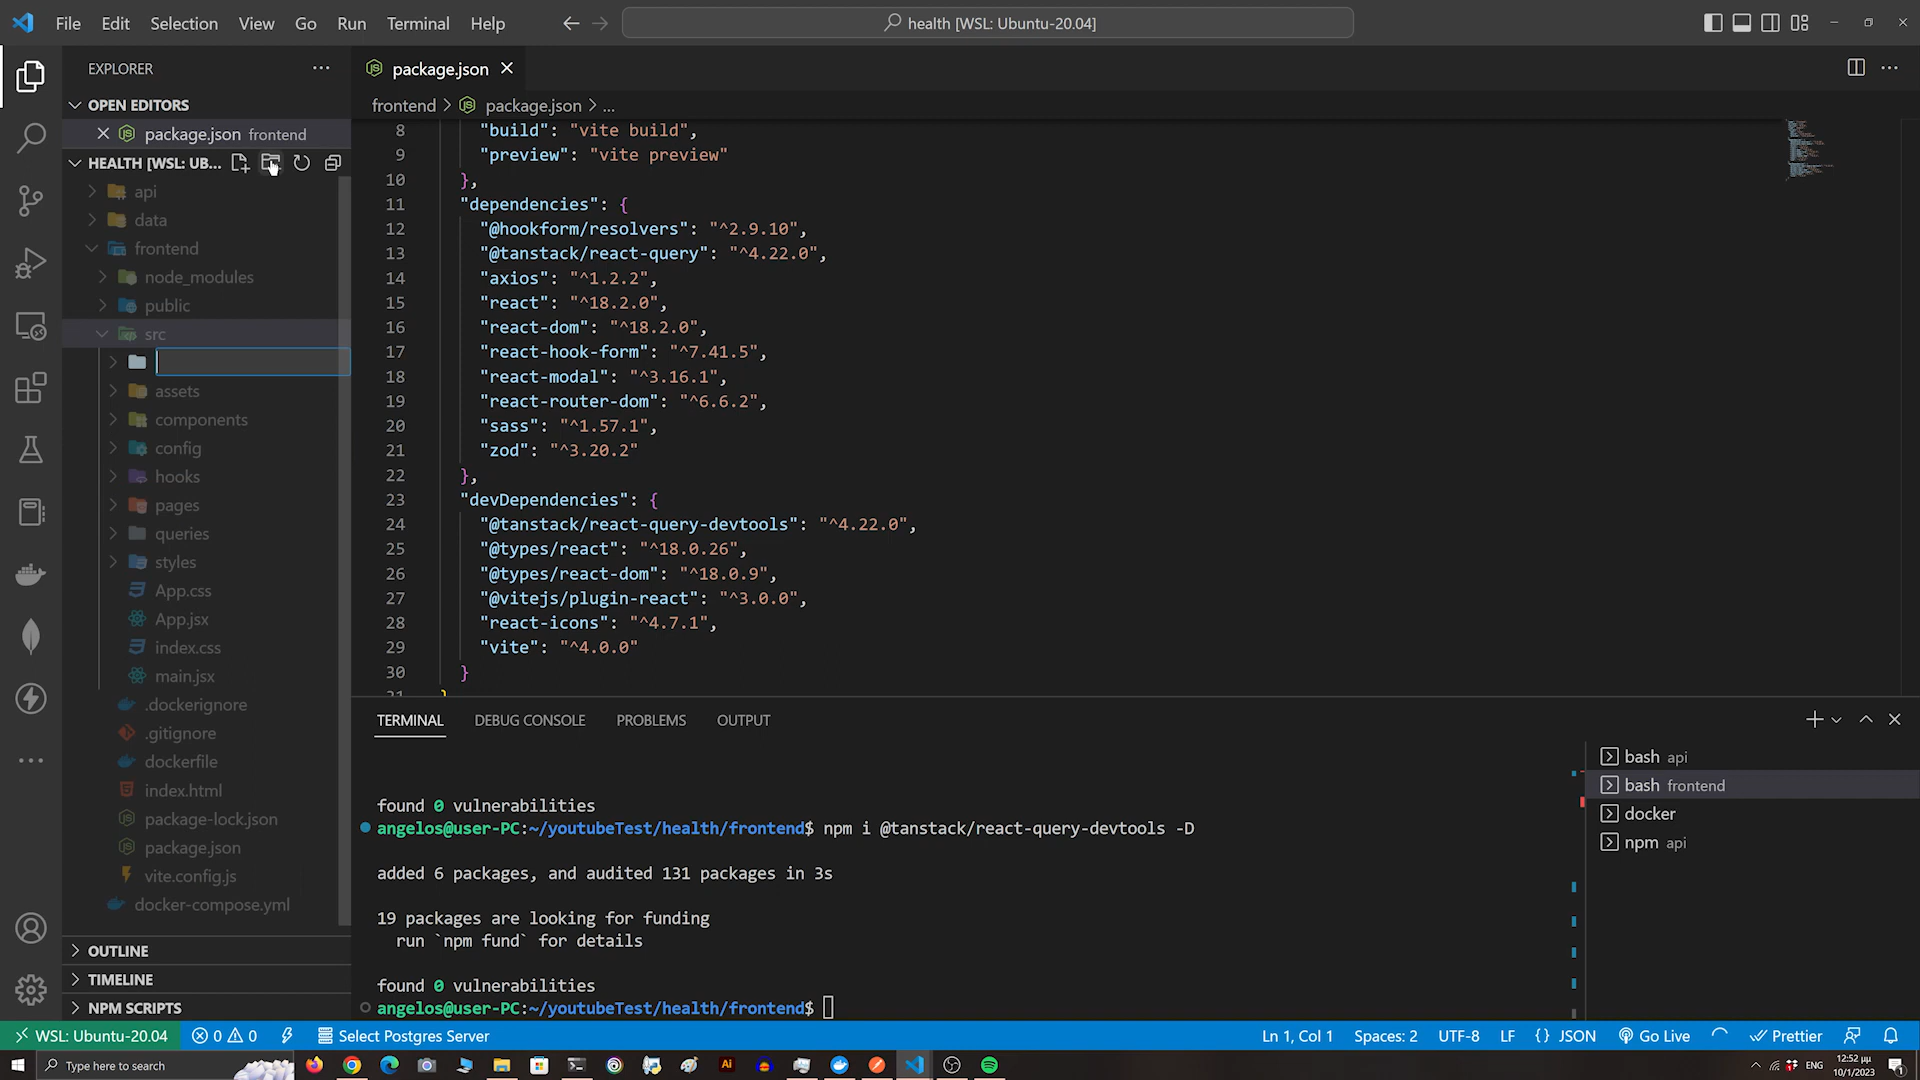 File Edit Selection View Go Run Terminal Help
health [WSL: Ubuntu-20.04]
EXPLORER
OPEN EDITORS
package.json frontend
HEALTH [WSL: UB...
api
data
frontend
node_modules
public
src
assets
components
config
hooks
pages
queries
styles
App.css
App.jsx
index.css
main.jsx
.dockerignore
.gitignore
dockerfile
index.html
package-lock.json
package.json
vite.config.js
docker-compose.yml
OUTLINE
TIMELINE
NPM SCRIPTS
package.json
frontend > package.json > ...
8 "build": "vite build",
9 "preview": "vite preview"
10 },
11 "dependencies": {
12 "@hookform/resolvers": "^2.9.10",
13 "@tanstack/react-query": "^4.22.0",
14 "axios": "^1.2.2",
15 "react": "^18.2.0",
16 "react-dom": "^18.2.0",
17 "react-hook-form": "^7.41.5",
18 "react-modal": "^3.16.1",
19 "react-router-dom": "^6.6.2",
20 "sass": "^1.57.1",
21 "zod": "^3.20.2"
22 },
23 "devDependencies": {
24 "@tanstack/react-query-devtools": "^4.22.0",
25 "@types/react": "^18.0.26",
26 "@types/react-dom": "^18.0.9",
27 "@vitejs/plugin-react": "^3.0.0",
28 "react-icons": "^4.7.1",
29 "vite": "^4.0.0"
30 }
31 }
TERMINAL DEBUG CONSOLE PROBLEMS OUTPUT
found 0 vulnerabilities
angelos@user-PC:~/youtubeTest/health/frontend$ npm i @tanstack/react-query-devtools -D
added 6 packages, and audited 131 packages in 3s
19 packages are looking for funding
run `npm fund` for details
found 0 vulnerabilities
angelos@user-PC:~/youtubeTest/health/frontend$
bash api
bash frontend
docker
npm api
WSL: Ubuntu-20.04 0 0 Select Postgres Server Ln 1, Col 1 Spaces: 2 UTF-8 LF {} JSON Go Live Prettier
Type here to search
Ai
ENG
12:52 μμ
10/1/2023
1